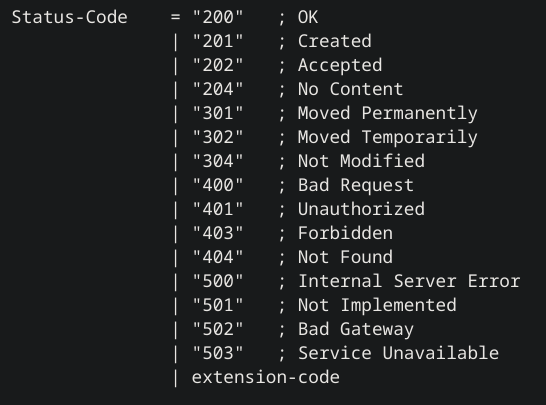 Status-Code    = "200"   ; OK
               | "201"   ; Created
               | "202"   ; Accepted
               | "204"   ; No Content
               | "301"   ; Moved Permanently
               | "302"   ; Moved Temporarily
               | "304"   ; Not Modified
               | "400"   ; Bad Request
               | "401"   ; Unauthorized
               | "403"   ; Forbidden
               | "404"   ; Not Found
               | "500"   ; Internal Server Error
               | "501"   ; Not Implemented
               | "502"   ; Bad Gateway
               | "503"   ; Service Unavailable
               | extension-code